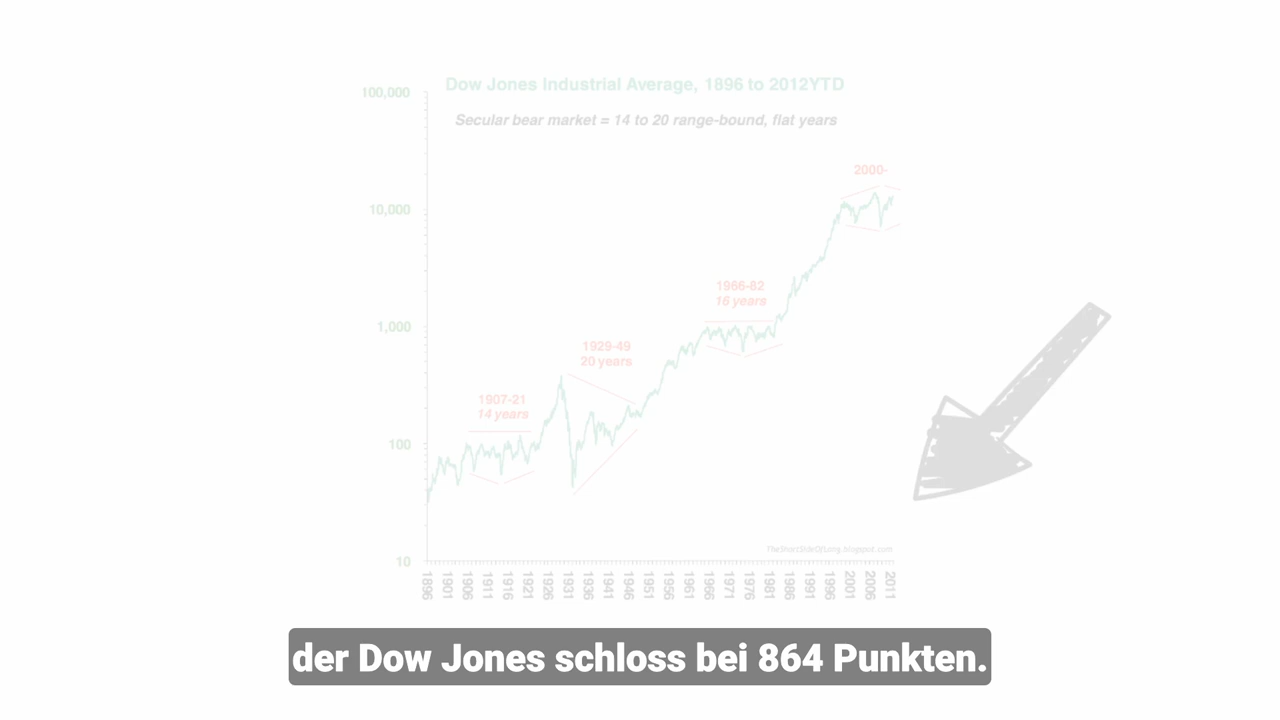 Dow Jones Industrial Average, 1896 to 2012YTD
Secular bear market = 14 to 20 range-bound, flat years
100,000
10,000
1,000
100
10
2000-
1966-82
16 years
1929-49
20 years
1907-21
14 years
TheShortSideOfLong.blogspot.com
1896 1901 1906 1911 1916 1921 1926 1931 1936 1941 1946 1951 1956 1961 1966 1971 1976 1981 1986 1991 1996 2001 2006 2011
der Dow Jones schloss bei 864 Punkten.